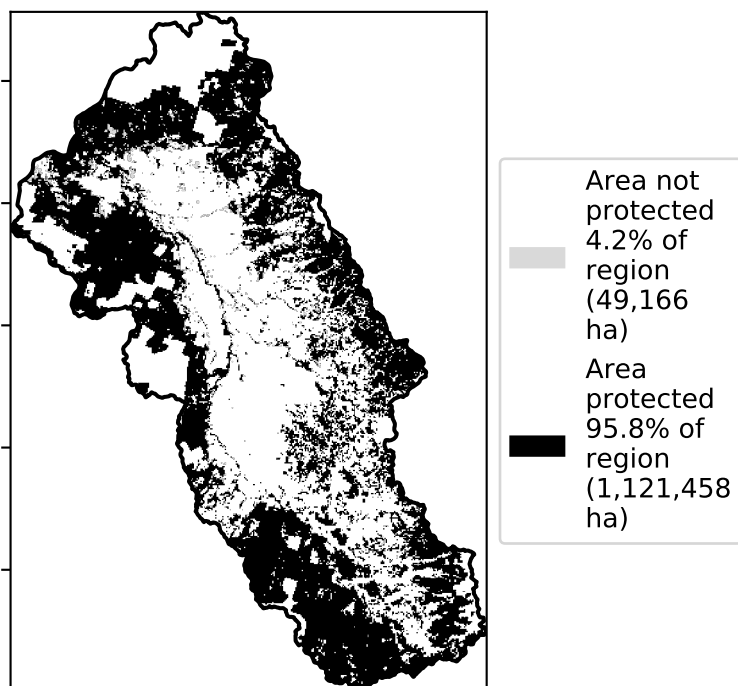 Area not
protected
4.2% of
region
(49,166
ha)
Area
protected
95.8% of
region
(1,121,458
ha)